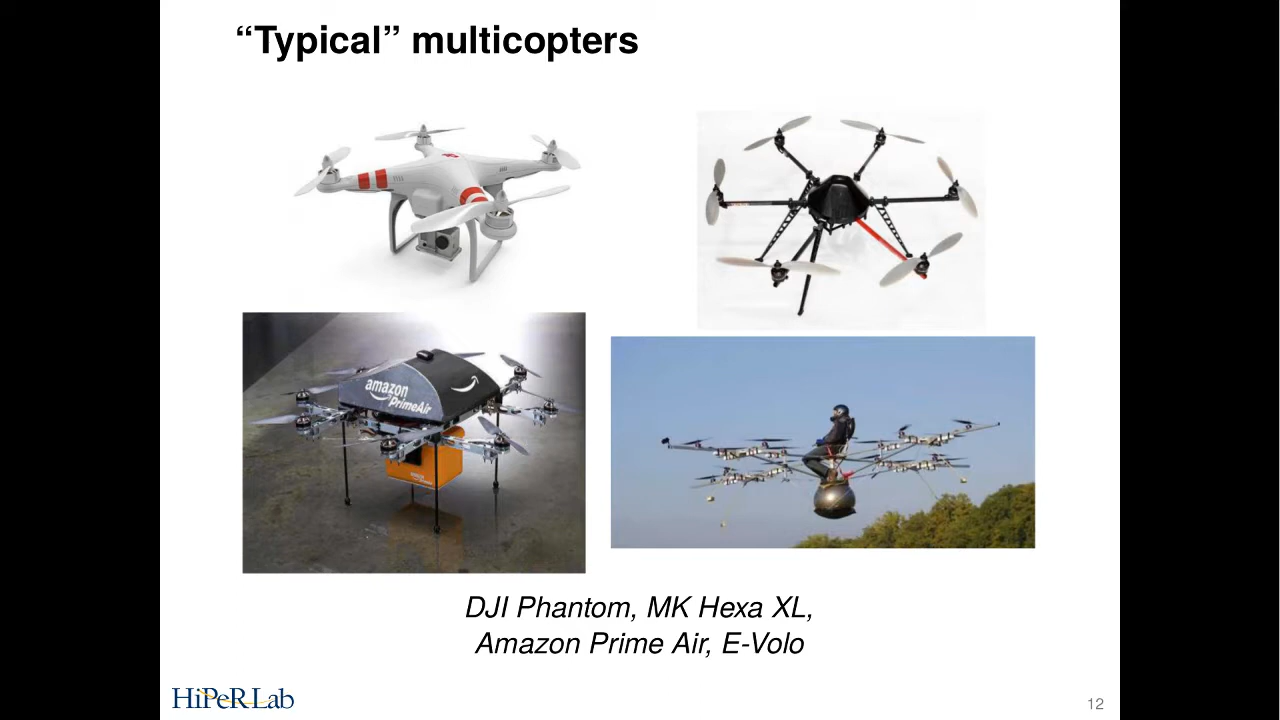 “Typical” multicopters
amazon
PrimeAir
DJI Phantom, MK Hexa XL,
Amazon Prime Air, E-Volo
HiPeRLab
12